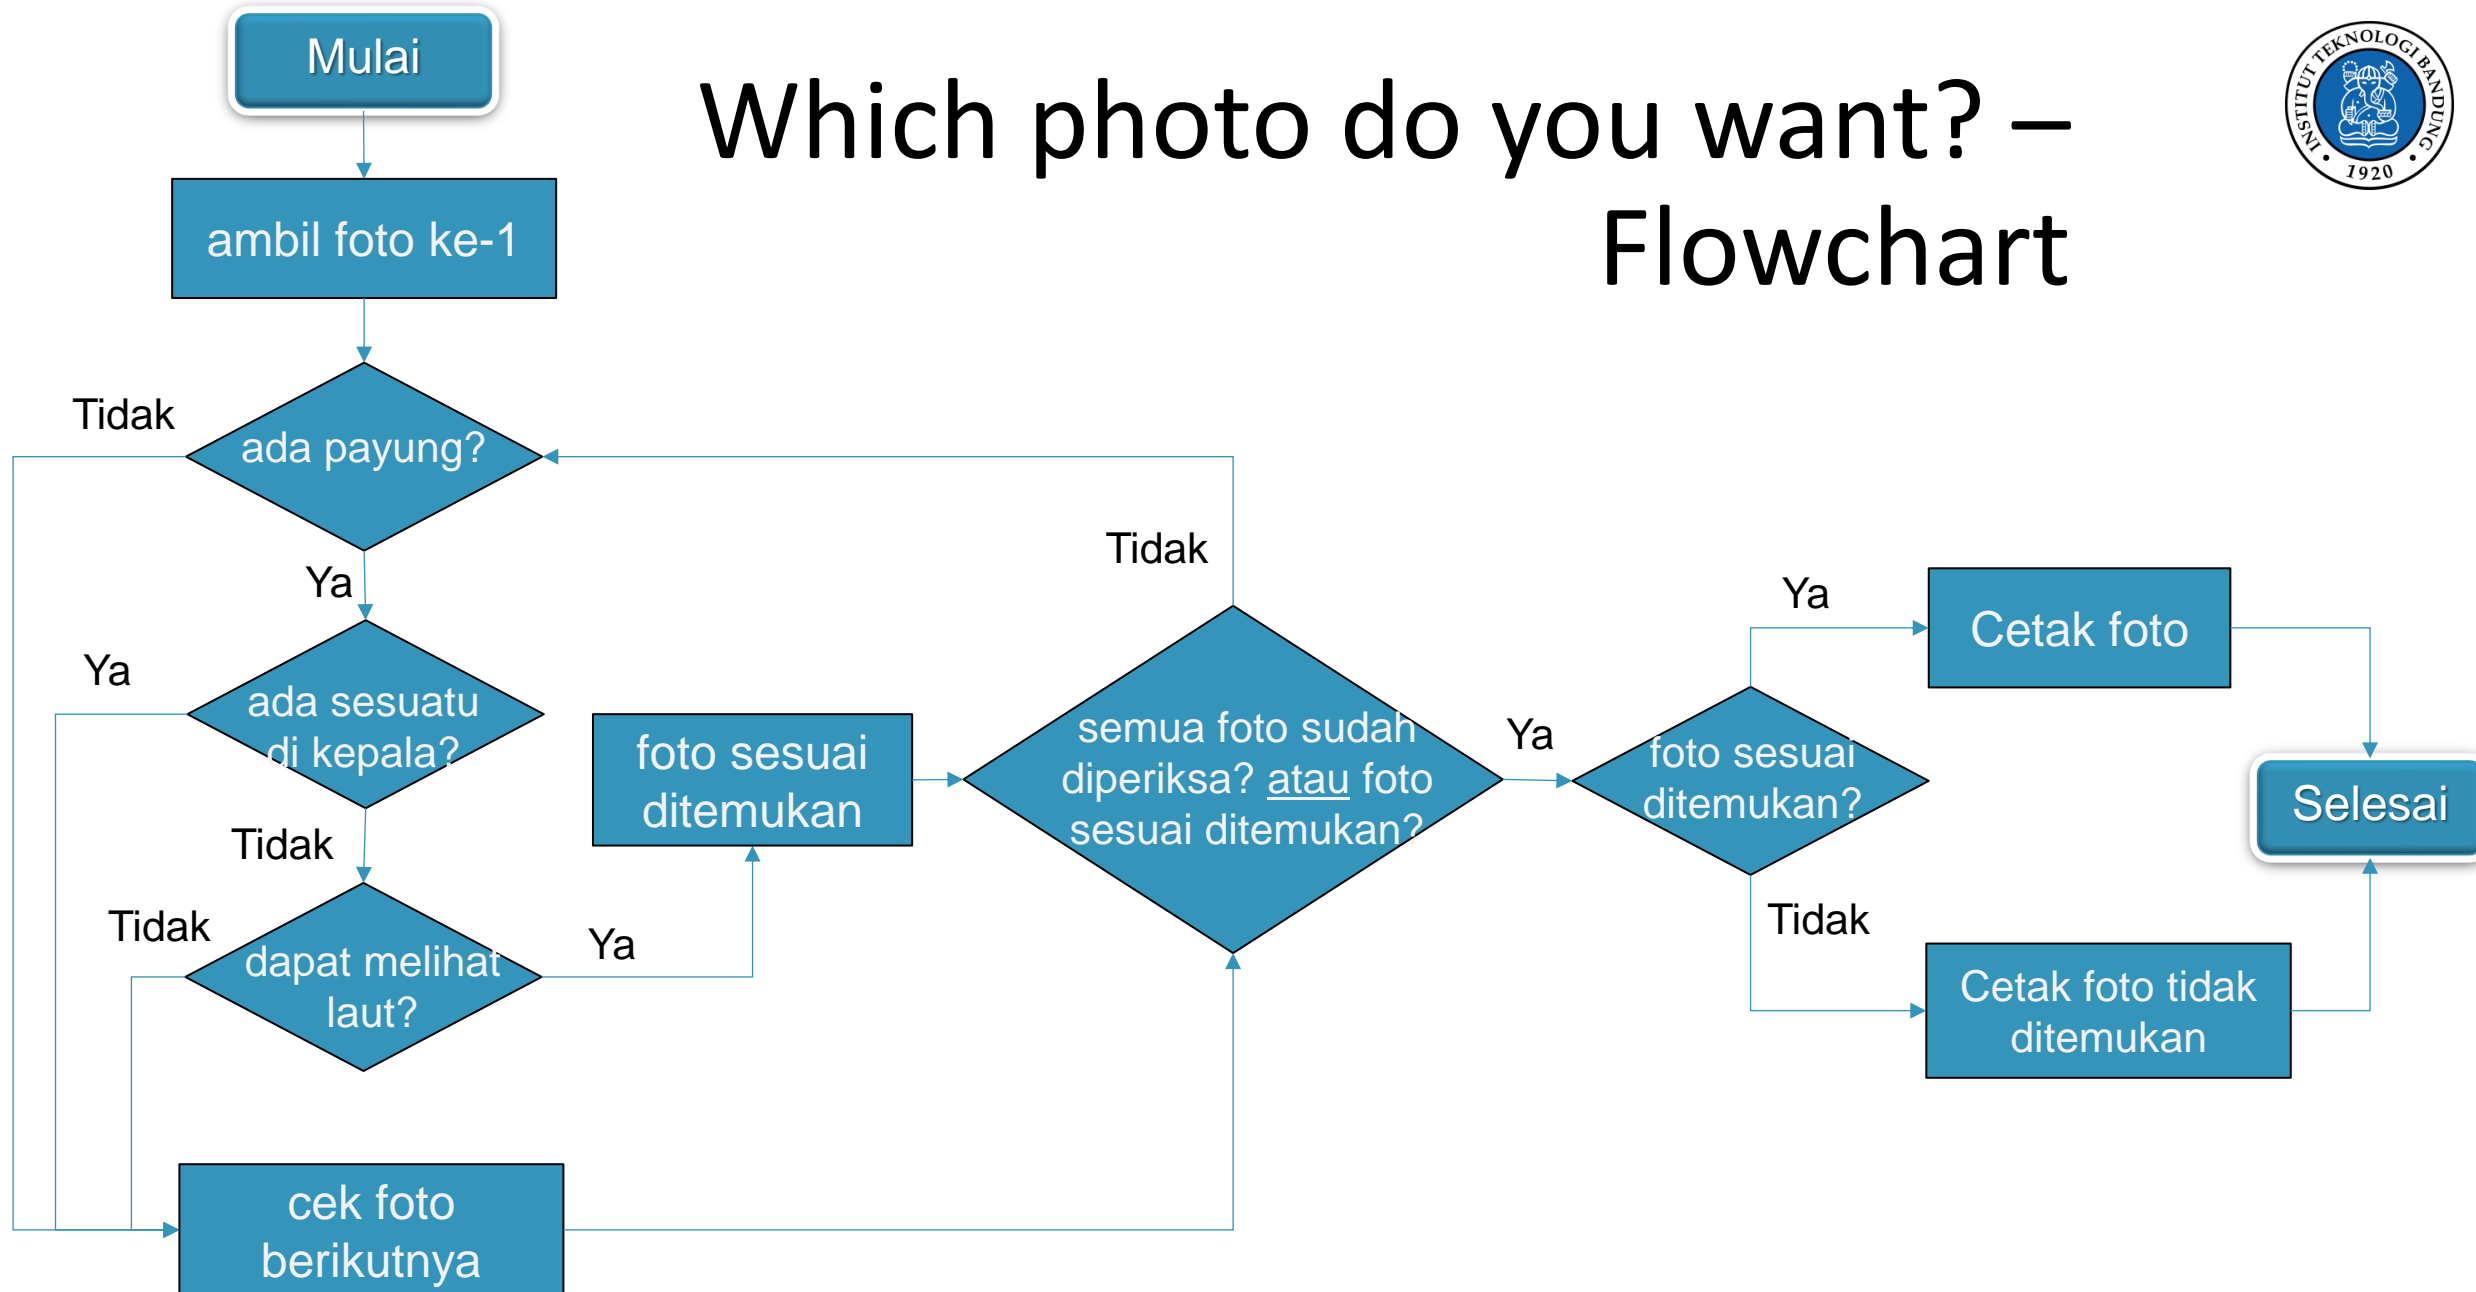 Mulai
Which photo do you want? –
Flowchart
INSTITUT TEKNOLOGI BANDUNG
1920
ambil foto ke-1
Tidak
ada payung?
Ya
Ya
ada sesuatu
di kepala?
Tidak
Tidak
dapat melihat
laut?
Ya
foto sesuai
ditemukan
cek foto
berikutnya
Tidak
semua foto sudah
diperiksa? atau foto
sesuai ditemukan?
Ya
foto sesuai
ditemukan?
Ya
Cetak foto
Tidak
Cetak foto tidak
ditemukan
Selesai